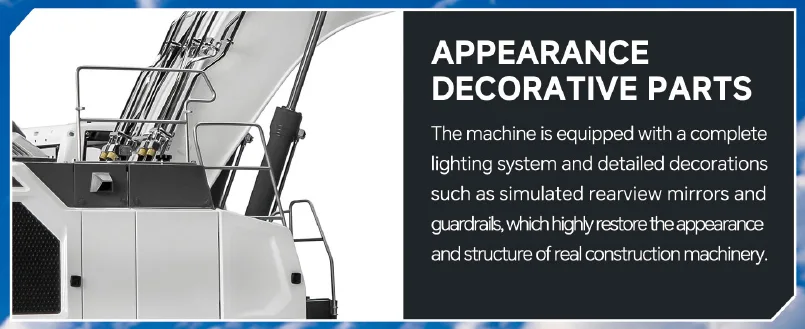 APPEARANCE
DECORATIVE PARTS
The machine is equipped with a complete
lighting system and detailed decorations
such as simulated rearview mirrors and
guardrails, which highly restore the appearance
and structure of real construction machinery.